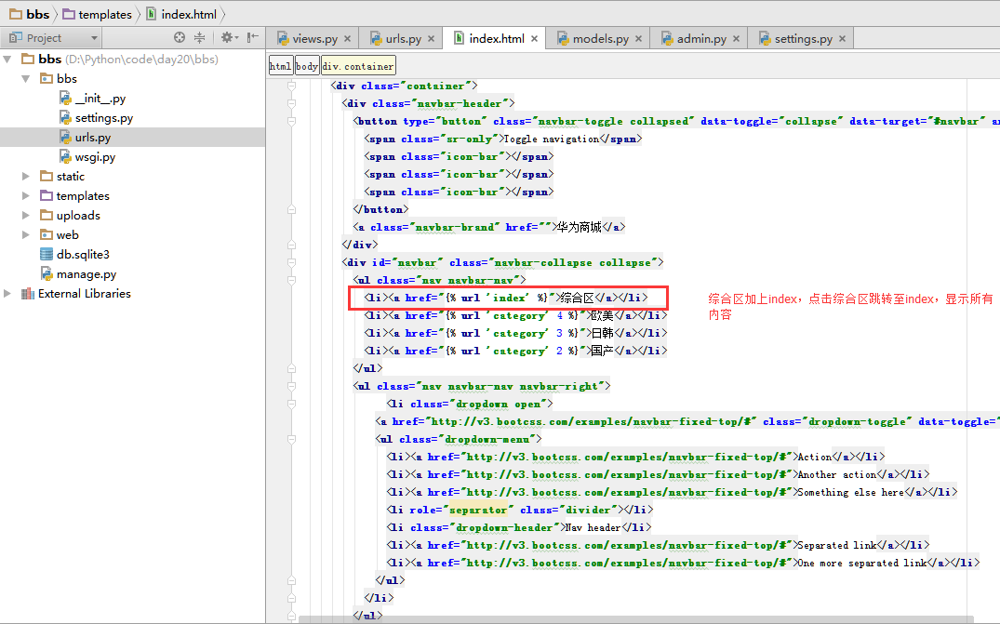 bbs templates index.html
Project
views.py × urls.py × index.html × models.py × admin.py × settings.py ×
bbs (D:\Python\code\day20\bbs)
bbs
__init__.py
settings.py
urls.py
wsgi.py
static
templates
uploads
web
db.sqlite3
manage.py
External Libraries
html body div.container
<div class="container">
<div class="navbar-header">
<button type="button" class="navbar-toggle collapsed" data-toggle="collapse" data-target="#navbar"
<span class="sr-only">Toggle navigation</span>
<span class="icon-bar"></span>
<span class="icon-bar"></span>
<span class="icon-bar"></span>
</button>
<a class="navbar-brand" href="">华为商城</a>
</div>
<div id="navbar" class="navbar-collapse collapse">
<ul class="nav navbar-nav">
<li><a href="{% url 'index' %}">综合区</a></li>
<li><a href="{% url 'category' 4 %}">欧美</a></li>
<li><a href="{% url 'category' 3 %}">日韩</a></li>
<li><a href="{% url 'category' 2 %}">国产</a></li>
</ul>
<ul class="nav navbar-nav navbar-right">
<li class="dropdown open">
<a href="http://v3.bootcss.com/examples/navbar-fixed-top/#" class="dropdown-toggle" data-toggle="
<ul class="dropdown-menu">
<li><a href="http://v3.bootcss.com/examples/navbar-fixed-top/#">Action</a></li>
<li><a href="http://v3.bootcss.com/examples/navbar-fixed-top/#">Another action</a></li>
<li><a href="http://v3.bootcss.com/examples/navbar-fixed-top/#">Something else here</a></li>
<li role="separator" class="divider"></li>
<li class="dropdown-header">Nav header</li>
<li><a href="http://v3.bootcss.com/examples/navbar-fixed-top/#">Separated link</a></li>
<li><a href="http://v3.bootcss.com/examples/navbar-fixed-top/#">One more separated link</a></li>
</ul>
</li>
</ul>
综合区加上index，点击综合区跳转至index，显示所有
内容